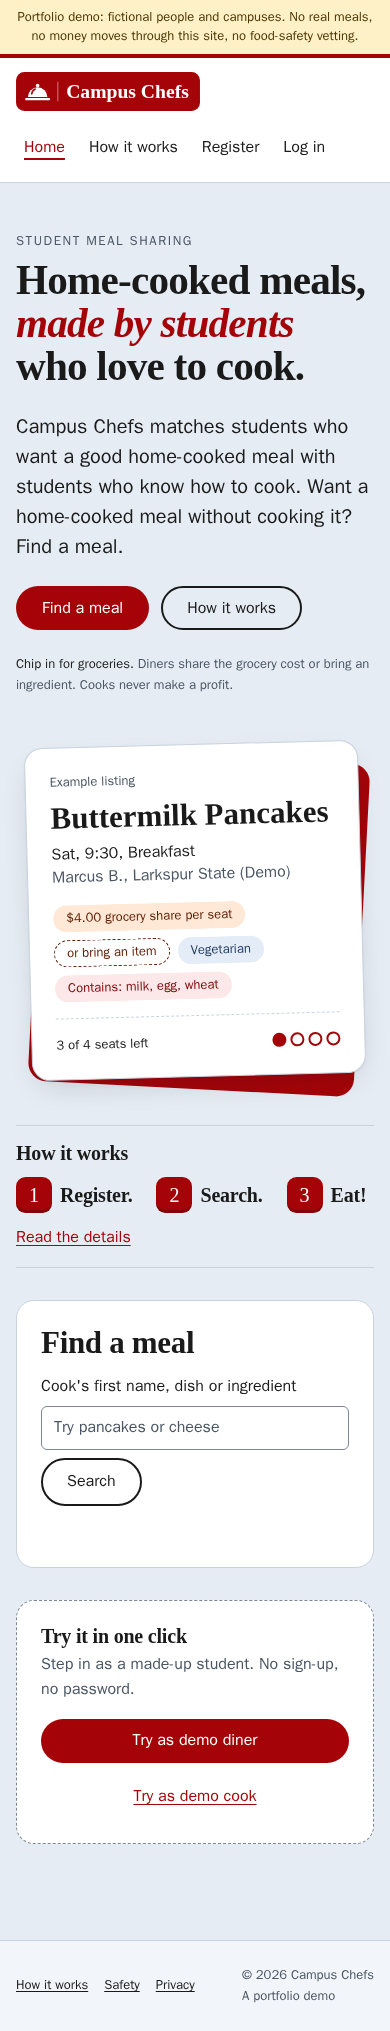 Portfolio demo: fictional people and campuses. No real meals,
no money moves through this site, no food-safety vetting.
Campus Chefs
Home How it works Register Log in
STUDENT MEAL SHARING
Home-cooked meals,
made by students
who love to cook.
Campus Chefs matches students who
want a good home-cooked meal with
students who know how to cook. Want a
home-cooked meal without cooking it?
Find a meal.
Find a meal How it works
Chip in for groceries. Diners share the grocery cost or bring an
ingredient. Cooks never make a profit.
Example listing
Buttermilk Pancakes
Sat, 9:30, Breakfast
Marcus B., Larkspur State (Demo)
$4.00 grocery share per seat
or bring an item Vegetarian
Contains: milk, egg, wheat
3 of 4 seats left
How it works
1 Register. 2 Search. 3 Eat!
Read the details
Find a meal
Cook's first name, dish or ingredient
Try pancakes or cheese
Search
Try it in one click
Step in as a made-up student. No sign-up,
no password.
Try as demo diner
Try as demo cook
How it works Safety Privacy
© 2026 Campus Chefs
A portfolio demo